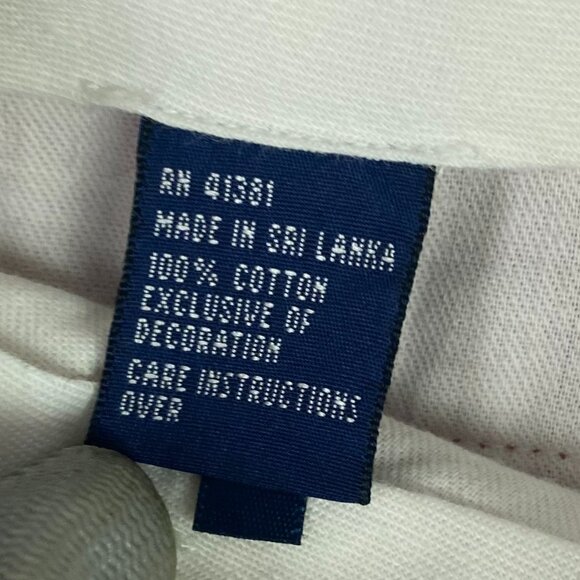 RN 41381
MADE IN SRI LANKA
100% COTTON
EXCLUSIVE OF
DECORATION
CARE INSTRUCTIONS
OVER